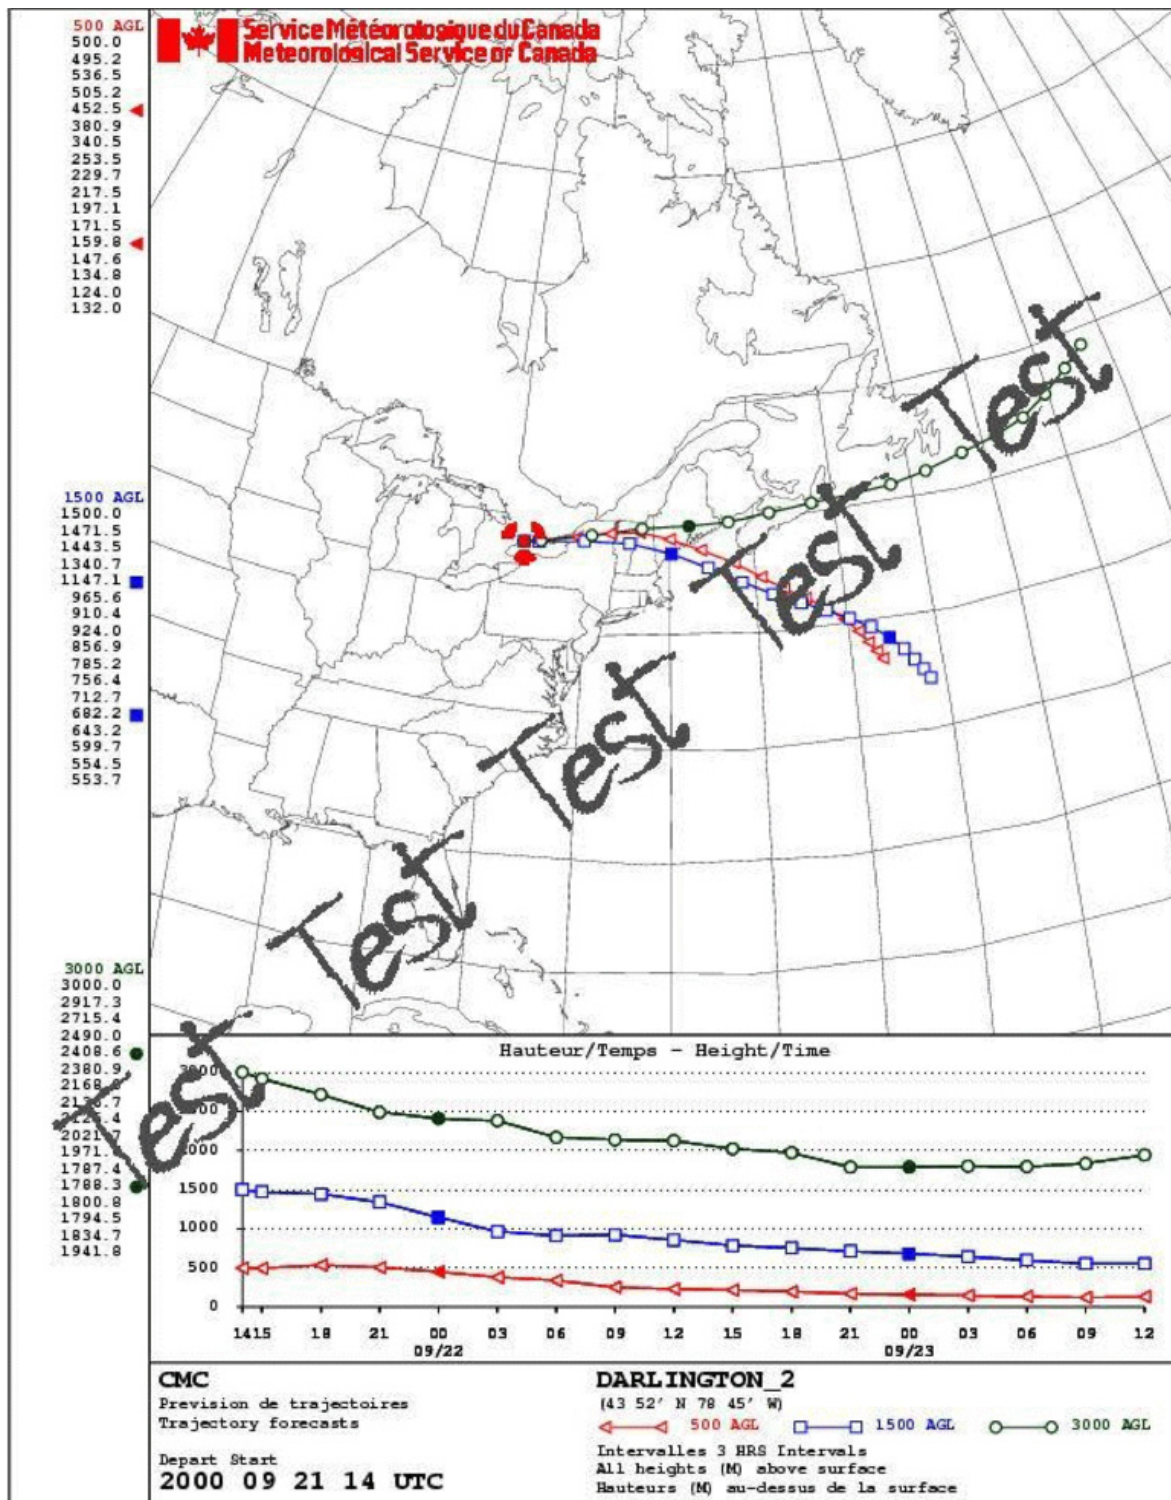 500 AGL
500.0
495.2
536.5
505.2
452.5
380.9
340.5
253.5
229.7
217.5
197.1
171.5
159.8
147.6
134.8
124.0
132.0
1500 AGL
1500.0
1471.5
1443.5
1340.7
1147.1
965.6
910.4
924.0
856.9
785.2
756.4
712.7
682.2
643.2
599.7
554.5
553.7
3000 AGL
3000.0
2917.3
2715.4
2490.0
2408.6
2380.9
2021.7
1787.4
1788.3
1800.8
1794.5
1834.7
1941.8
Service Météorologique du Canada
Meteorological Service of Canada
Test
Test
Test
Test
Test
Hauteur/Temps - Height/Time
1500
1000
500
0
14 15 18 21 00 03 06 09 12 15 18 21 00 03 06 09 12
09/22 09/23
CMC
Prevision de trajectoires
Trajectory forecasts
Depart Start
2000 09 21 14 UTC
DARLINGTON_2
(43 52' N 78 45' W)
500 AGL 1500 AGL 3000 AGL
Intervalles 3 HRS Intervals
All heights (M) above surface
Hauteurs (M) au-dessus de la surface